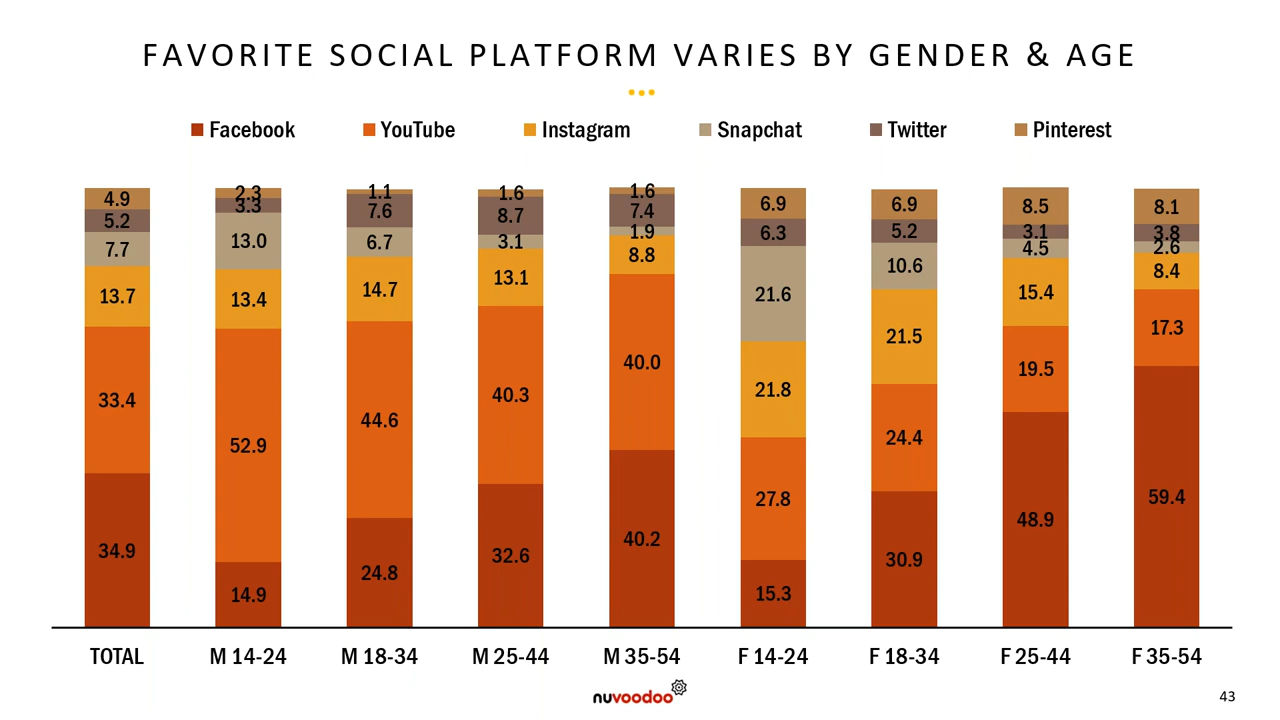 FAVORITE SOCIAL PLATFORM VARIES BY GENDER & AGE
Facebook YouTube Instagram Snapchat Twitter Pinterest
4.9 2.3 1.1 1.6 1.6 6.9 6.9 8.5 8.1
5.2 3.3 7.6 8.7 7.4 6.3 5.2 3.1 3.8
7.7 13.0 6.7 3.1 1.9 21.6 10.6 4.5 2.6
13.7 13.4 14.7 13.1 8.8 21.8 21.5 15.4 8.4
33.4 52.9 44.6 40.3 40.0 27.8 24.4 19.5 17.3
34.9 14.9 24.8 32.6 40.2 15.3 30.9 48.9 59.4
TOTAL M 14-24 M 18-34 M 25-44 M 35-54 F 14-24 F 18-34 F 25-44 F 35-54
nuvoodoo
43